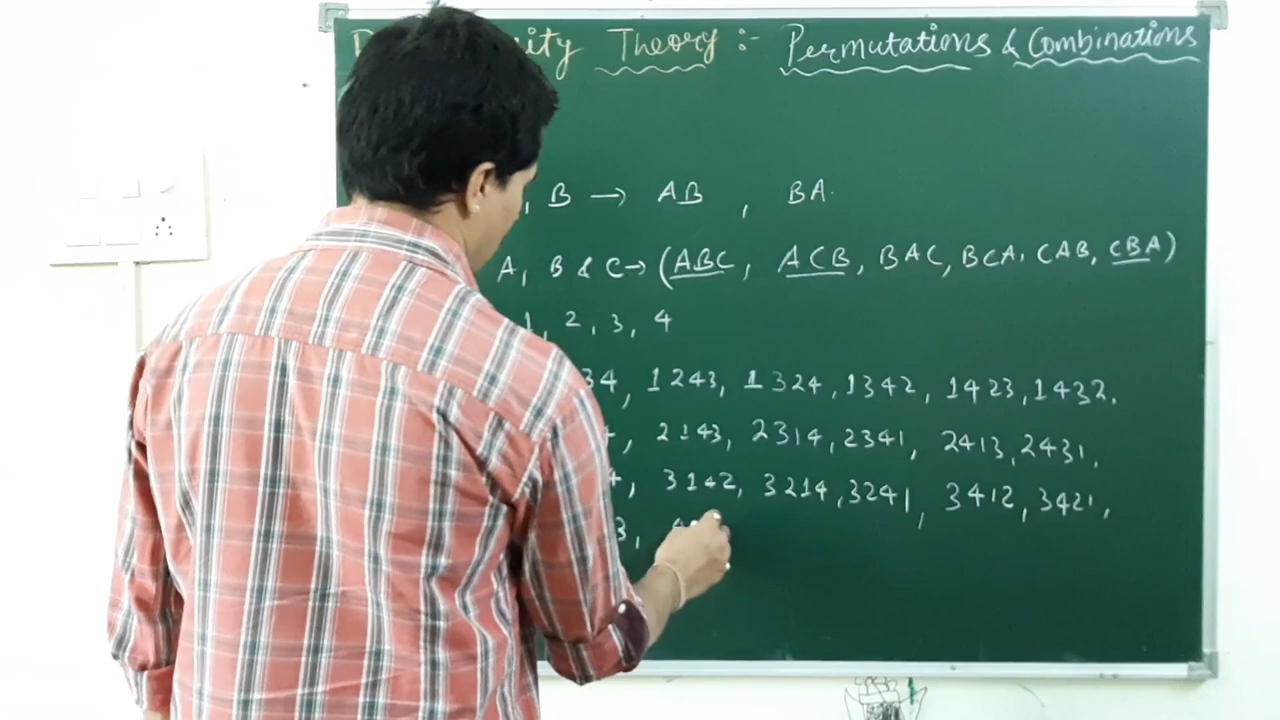 Theory :- Permutations & Combinations
, B → AB , BA.
A, B & C → (ABC, ACB, BAC, BCA, CAB, CBA)
1, 2, 3, 4
34, 1243, 1324, 1342, 1423, 1432,
, 2143, 2314, 2341, 2413, 2431,
, 3142, 3214, 3241, 3412, 3421,
3,